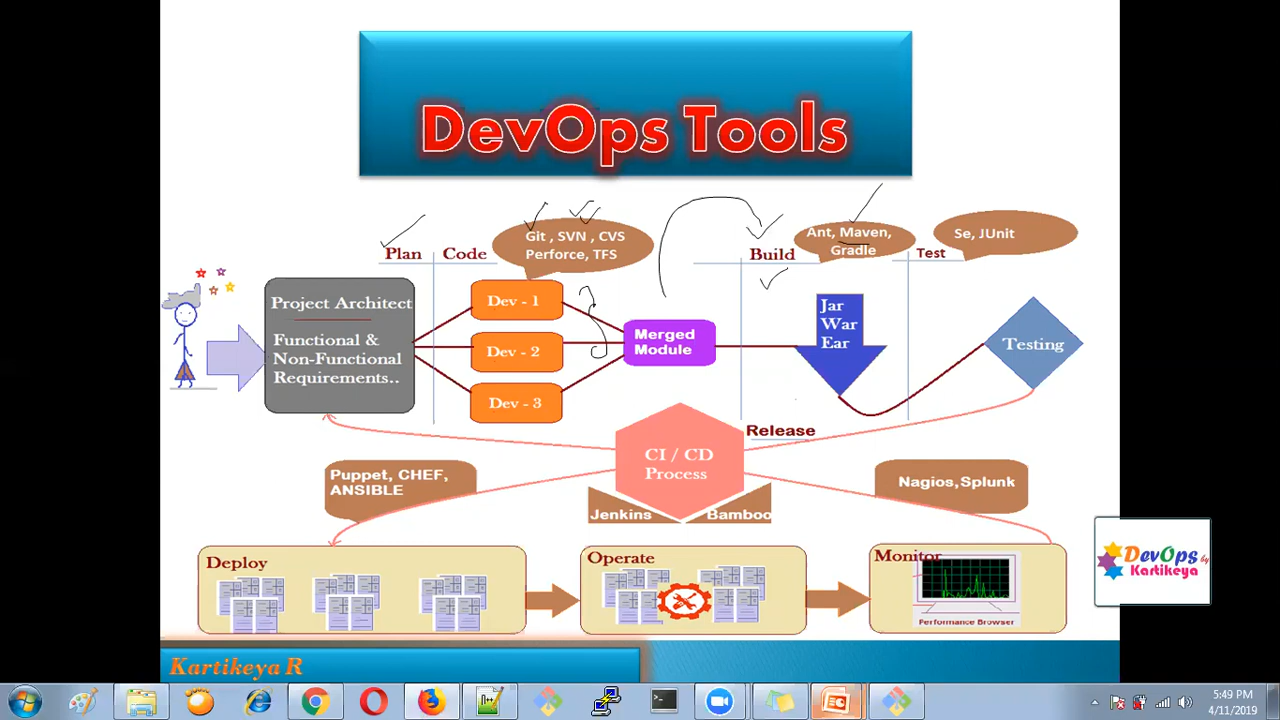 DevOps Tools
Plan
Code
Git , SVN , CVS
Perforce, TFS
Build
Ant, Maven,
Gradle
Test
Se, JUnit
Project Architect
Functional &
Non-Functional
Requirements..
Dev - 1
Dev - 2
Dev - 3
Merged
Module
Jar
War
Ear
Testing
Release
CI / CD
Process
Jenkins
Bamboo
Puppet, CHEF,
ANSIBLE
Nagios,Splunk
Deploy
Operate
Monitor
Performance Browser
DevOps by
Kartikeya
Kartikeya R
5:49 PM
4/11/2019